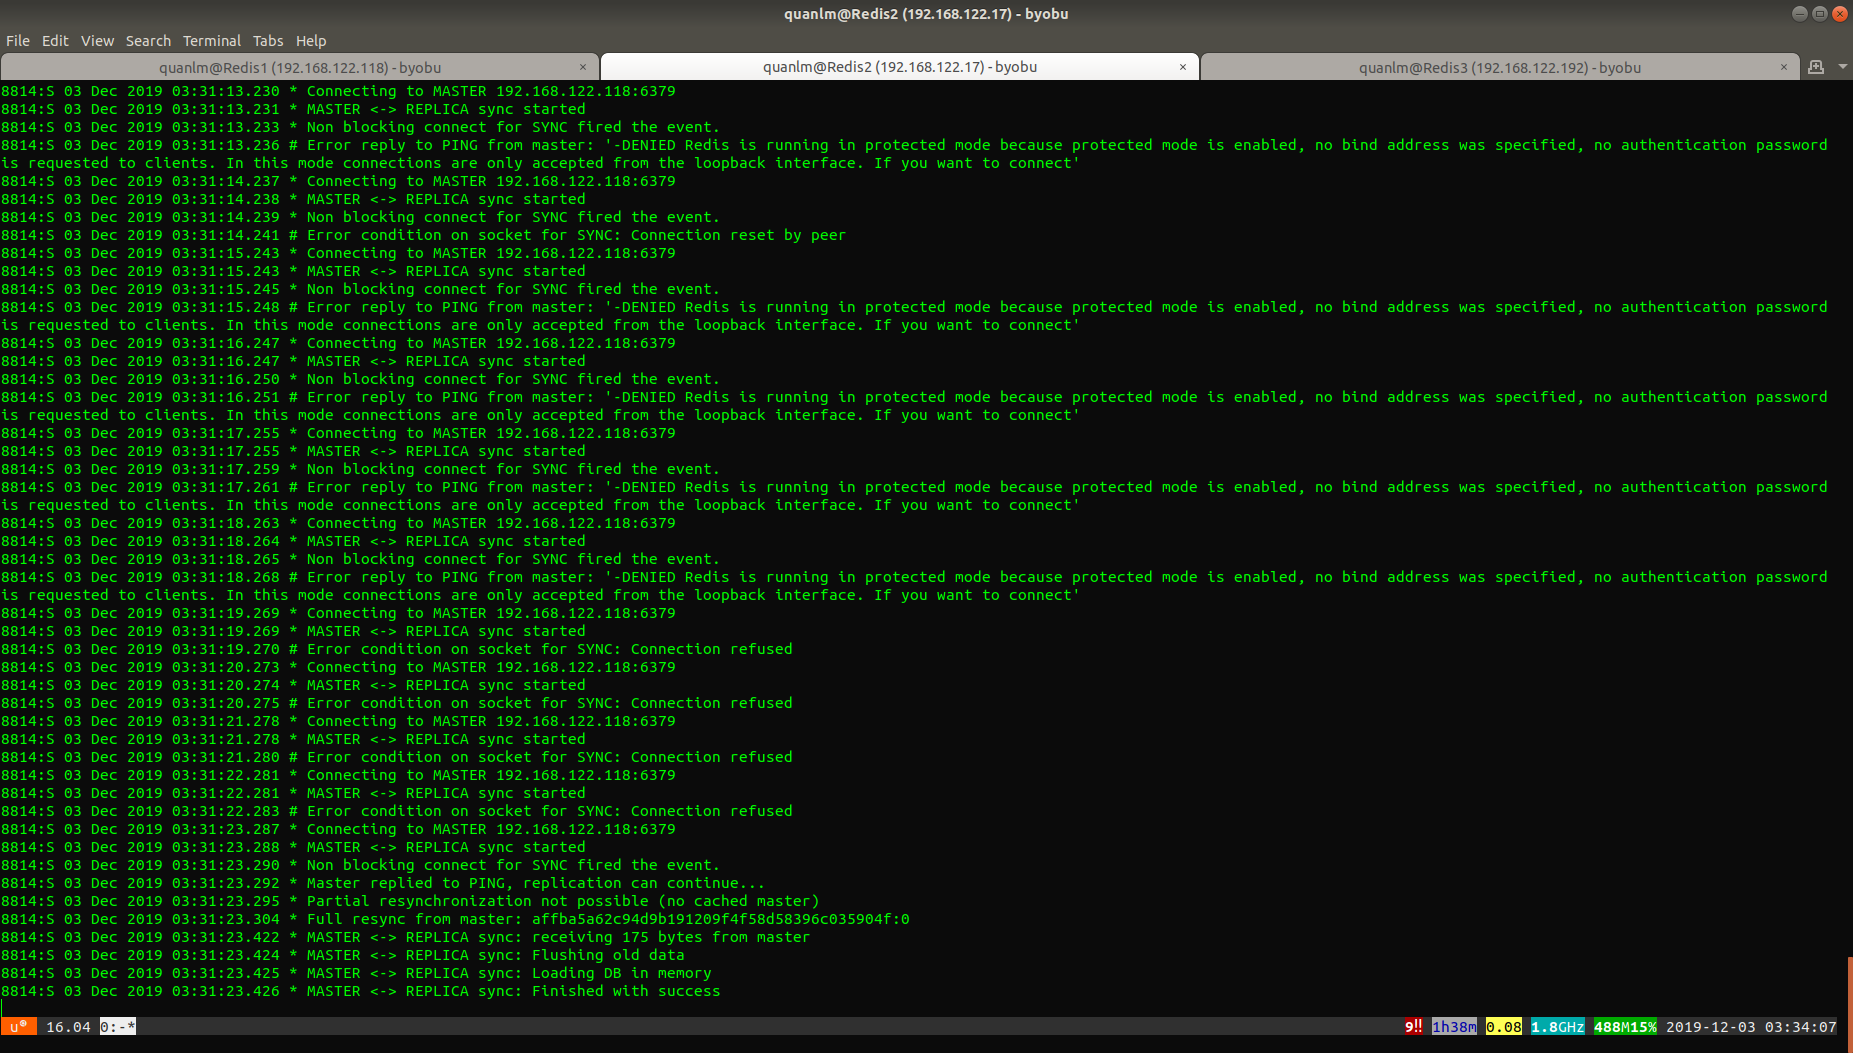 quanlm@Redis2 (192.168.122.17) - byobu
File Edit View Search Terminal Tabs Help
quanlm@Redis1 (192.168.122.118) - byobu × quanlm@Redis2 (192.168.122.17) - byobu × quanlm@Redis3 (192.168.122.192) - byobu ×
8814:S 03 Dec 2019 03:31:13.230 * Connecting to MASTER 192.168.122.118:6379
8814:S 03 Dec 2019 03:31:13.231 * MASTER <-> REPLICA sync started
8814:S 03 Dec 2019 03:31:13.233 * Non blocking connect for SYNC fired the event.
8814:S 03 Dec 2019 03:31:13.236 # Error reply to PING from master: '-DENIED Redis is running in protected mode because protected mode is enabled, no bind address was specified, no authentication password
is requested to clients. In this mode connections are only accepted from the loopback interface. If you want to connect'
8814:S 03 Dec 2019 03:31:14.237 * Connecting to MASTER 192.168.122.118:6379
8814:S 03 Dec 2019 03:31:14.238 * MASTER <-> REPLICA sync started
8814:S 03 Dec 2019 03:31:14.239 * Non blocking connect for SYNC fired the event.
8814:S 03 Dec 2019 03:31:14.241 # Error condition on socket for SYNC: Connection reset by peer
8814:S 03 Dec 2019 03:31:15.243 * Connecting to MASTER 192.168.122.118:6379
8814:S 03 Dec 2019 03:31:15.243 * MASTER <-> REPLICA sync started
8814:S 03 Dec 2019 03:31:15.245 * Non blocking connect for SYNC fired the event.
8814:S 03 Dec 2019 03:31:15.248 # Error reply to PING from master: '-DENIED Redis is running in protected mode because protected mode is enabled, no bind address was specified, no authentication password
is requested to clients. In this mode connections are only accepted from the loopback interface. If you want to connect'
8814:S 03 Dec 2019 03:31:16.247 * Connecting to MASTER 192.168.122.118:6379
8814:S 03 Dec 2019 03:31:16.247 * MASTER <-> REPLICA sync started
8814:S 03 Dec 2019 03:31:16.250 * Non blocking connect for SYNC fired the event.
8814:S 03 Dec 2019 03:31:16.251 # Error reply to PING from master: '-DENIED Redis is running in protected mode because protected mode is enabled, no bind address was specified, no authentication password
is requested to clients. In this mode connections are only accepted from the loopback interface. If you want to connect'
8814:S 03 Dec 2019 03:31:17.255 * Connecting to MASTER 192.168.122.118:6379
8814:S 03 Dec 2019 03:31:17.255 * MASTER <-> REPLICA sync started
8814:S 03 Dec 2019 03:31:17.259 * Non blocking connect for SYNC fired the event.
8814:S 03 Dec 2019 03:31:17.261 # Error reply to PING from master: '-DENIED Redis is running in protected mode because protected mode is enabled, no bind address was specified, no authentication password
is requested to clients. In this mode connections are only accepted from the loopback interface. If you want to connect'
8814:S 03 Dec 2019 03:31:18.263 * Connecting to MASTER 192.168.122.118:6379
8814:S 03 Dec 2019 03:31:18.264 * MASTER <-> REPLICA sync started
8814:S 03 Dec 2019 03:31:18.265 * Non blocking connect for SYNC fired the event.
8814:S 03 Dec 2019 03:31:18.268 # Error reply to PING from master: '-DENIED Redis is running in protected mode because protected mode is enabled, no bind address was specified, no authentication password
is requested to clients. In this mode connections are only accepted from the loopback interface. If you want to connect'
8814:S 03 Dec 2019 03:31:19.269 * Connecting to MASTER 192.168.122.118:6379
8814:S 03 Dec 2019 03:31:19.269 * MASTER <-> REPLICA sync started
8814:S 03 Dec 2019 03:31:19.270 # Error condition on socket for SYNC: Connection refused
8814:S 03 Dec 2019 03:31:20.273 * Connecting to MASTER 192.168.122.118:6379
8814:S 03 Dec 2019 03:31:20.274 * MASTER <-> REPLICA sync started
8814:S 03 Dec 2019 03:31:20.275 # Error condition on socket for SYNC: Connection refused
8814:S 03 Dec 2019 03:31:21.278 * Connecting to MASTER 192.168.122.118:6379
8814:S 03 Dec 2019 03:31:21.278 * MASTER <-> REPLICA sync started
8814:S 03 Dec 2019 03:31:21.280 # Error condition on socket for SYNC: Connection refused
8814:S 03 Dec 2019 03:31:22.281 * Connecting to MASTER 192.168.122.118:6379
8814:S 03 Dec 2019 03:31:22.281 * MASTER <-> REPLICA sync started
8814:S 03 Dec 2019 03:31:22.283 # Error condition on socket for SYNC: Connection refused
8814:S 03 Dec 2019 03:31:23.287 * Connecting to MASTER 192.168.122.118:6379
8814:S 03 Dec 2019 03:31:23.288 * MASTER <-> REPLICA sync started
8814:S 03 Dec 2019 03:31:23.290 * Non blocking connect for SYNC fired the event.
8814:S 03 Dec 2019 03:31:23.292 * Master replied to PING, replication can continue...
8814:S 03 Dec 2019 03:31:23.295 * Partial resynchronization not possible (no cached master)
8814:S 03 Dec 2019 03:31:23.304 * Full resync from master: affba5a62c94d9b191209f4f58d58396c035904f:0
8814:S 03 Dec 2019 03:31:23.422 * MASTER <-> REPLICA sync: receiving 175 bytes from master
8814:S 03 Dec 2019 03:31:23.424 * MASTER <-> REPLICA sync: Flushing old data
8814:S 03 Dec 2019 03:31:23.425 * MASTER <-> REPLICA sync: Loading DB in memory
8814:S 03 Dec 2019 03:31:23.426 * MASTER <-> REPLICA sync: Finished with success
u® 16.04 0:-* 9!! 1h38m 0.08 1.8GHz 488M15% 2019-12-03 03:34:07